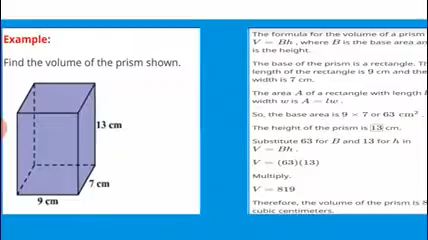 Example:
Find the volume of the prism shown.
13 cm
7 cm
9 cm
The formula for the volume of a prism
V = Bh, where B is the base area an
is the height.
The base of the prism is a rectangle. Th
length of the rectangle is 9 cm and the
width is 7 cm.
The area A of a rectangle with length l
width w is A = lw.
So, the base area is 9 × 7 or 63 cm².
The height of the prism is 13 cm.
Substitute 63 for B and 13 for h in
V = Bh.
V = (63)(13)
Multiply.
V = 819
Therefore, the volume of the prism is 8
cubic centimeters.